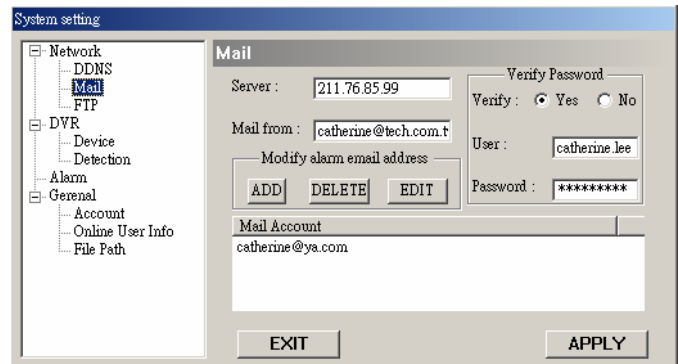 System setting
Network
DDNS
Mail
FTP
DVR
Device
Detection
Alarm
Gerenal
Account
Online User Info
File Path
Mail
Server :
211.76.85.99
Mail from :
catherine@tech.com.t
Modify alarm email address
ADD DELETE EDIT
Verify Password
Verify : Yes No
User :
catherine.lee
Password :
*********
Mail Account
catherine@ya.com
EXIT APPLY